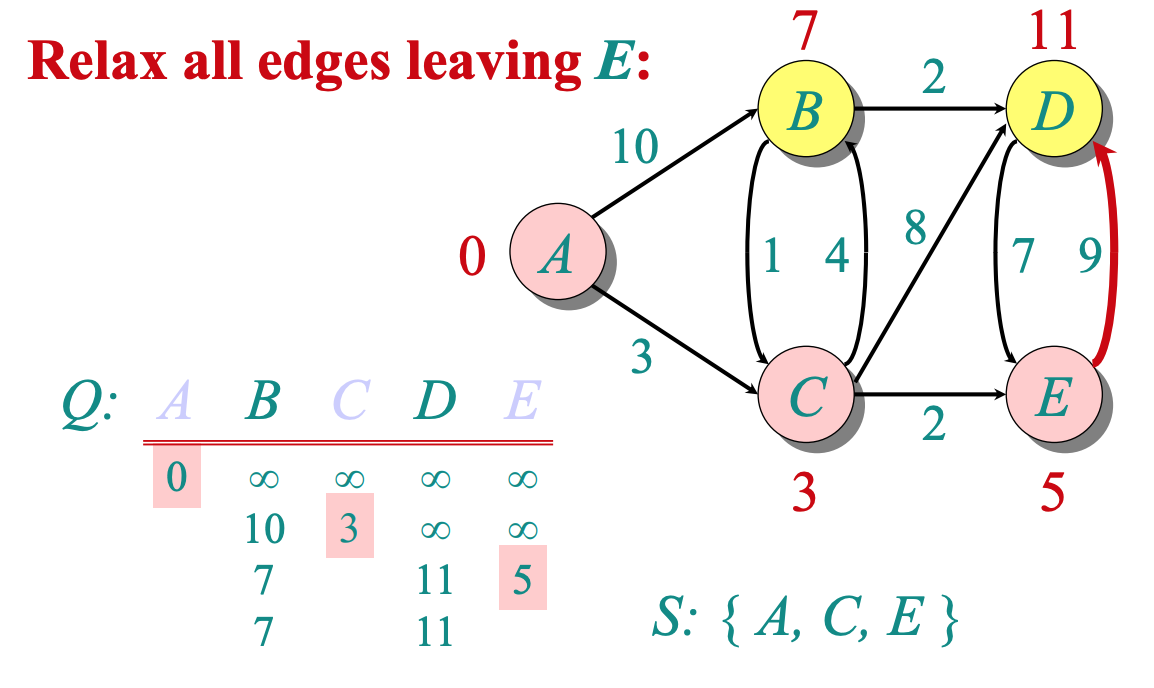 Relax all edges leaving E:
7
11
B
2
D
10
0
A
1
4
8
7
9
3
C
2
E
3
5
Q: A B C D E
0 ∞ ∞ ∞ ∞
10 3 ∞ ∞
7 11 5
7 11
S: { A, C, E }